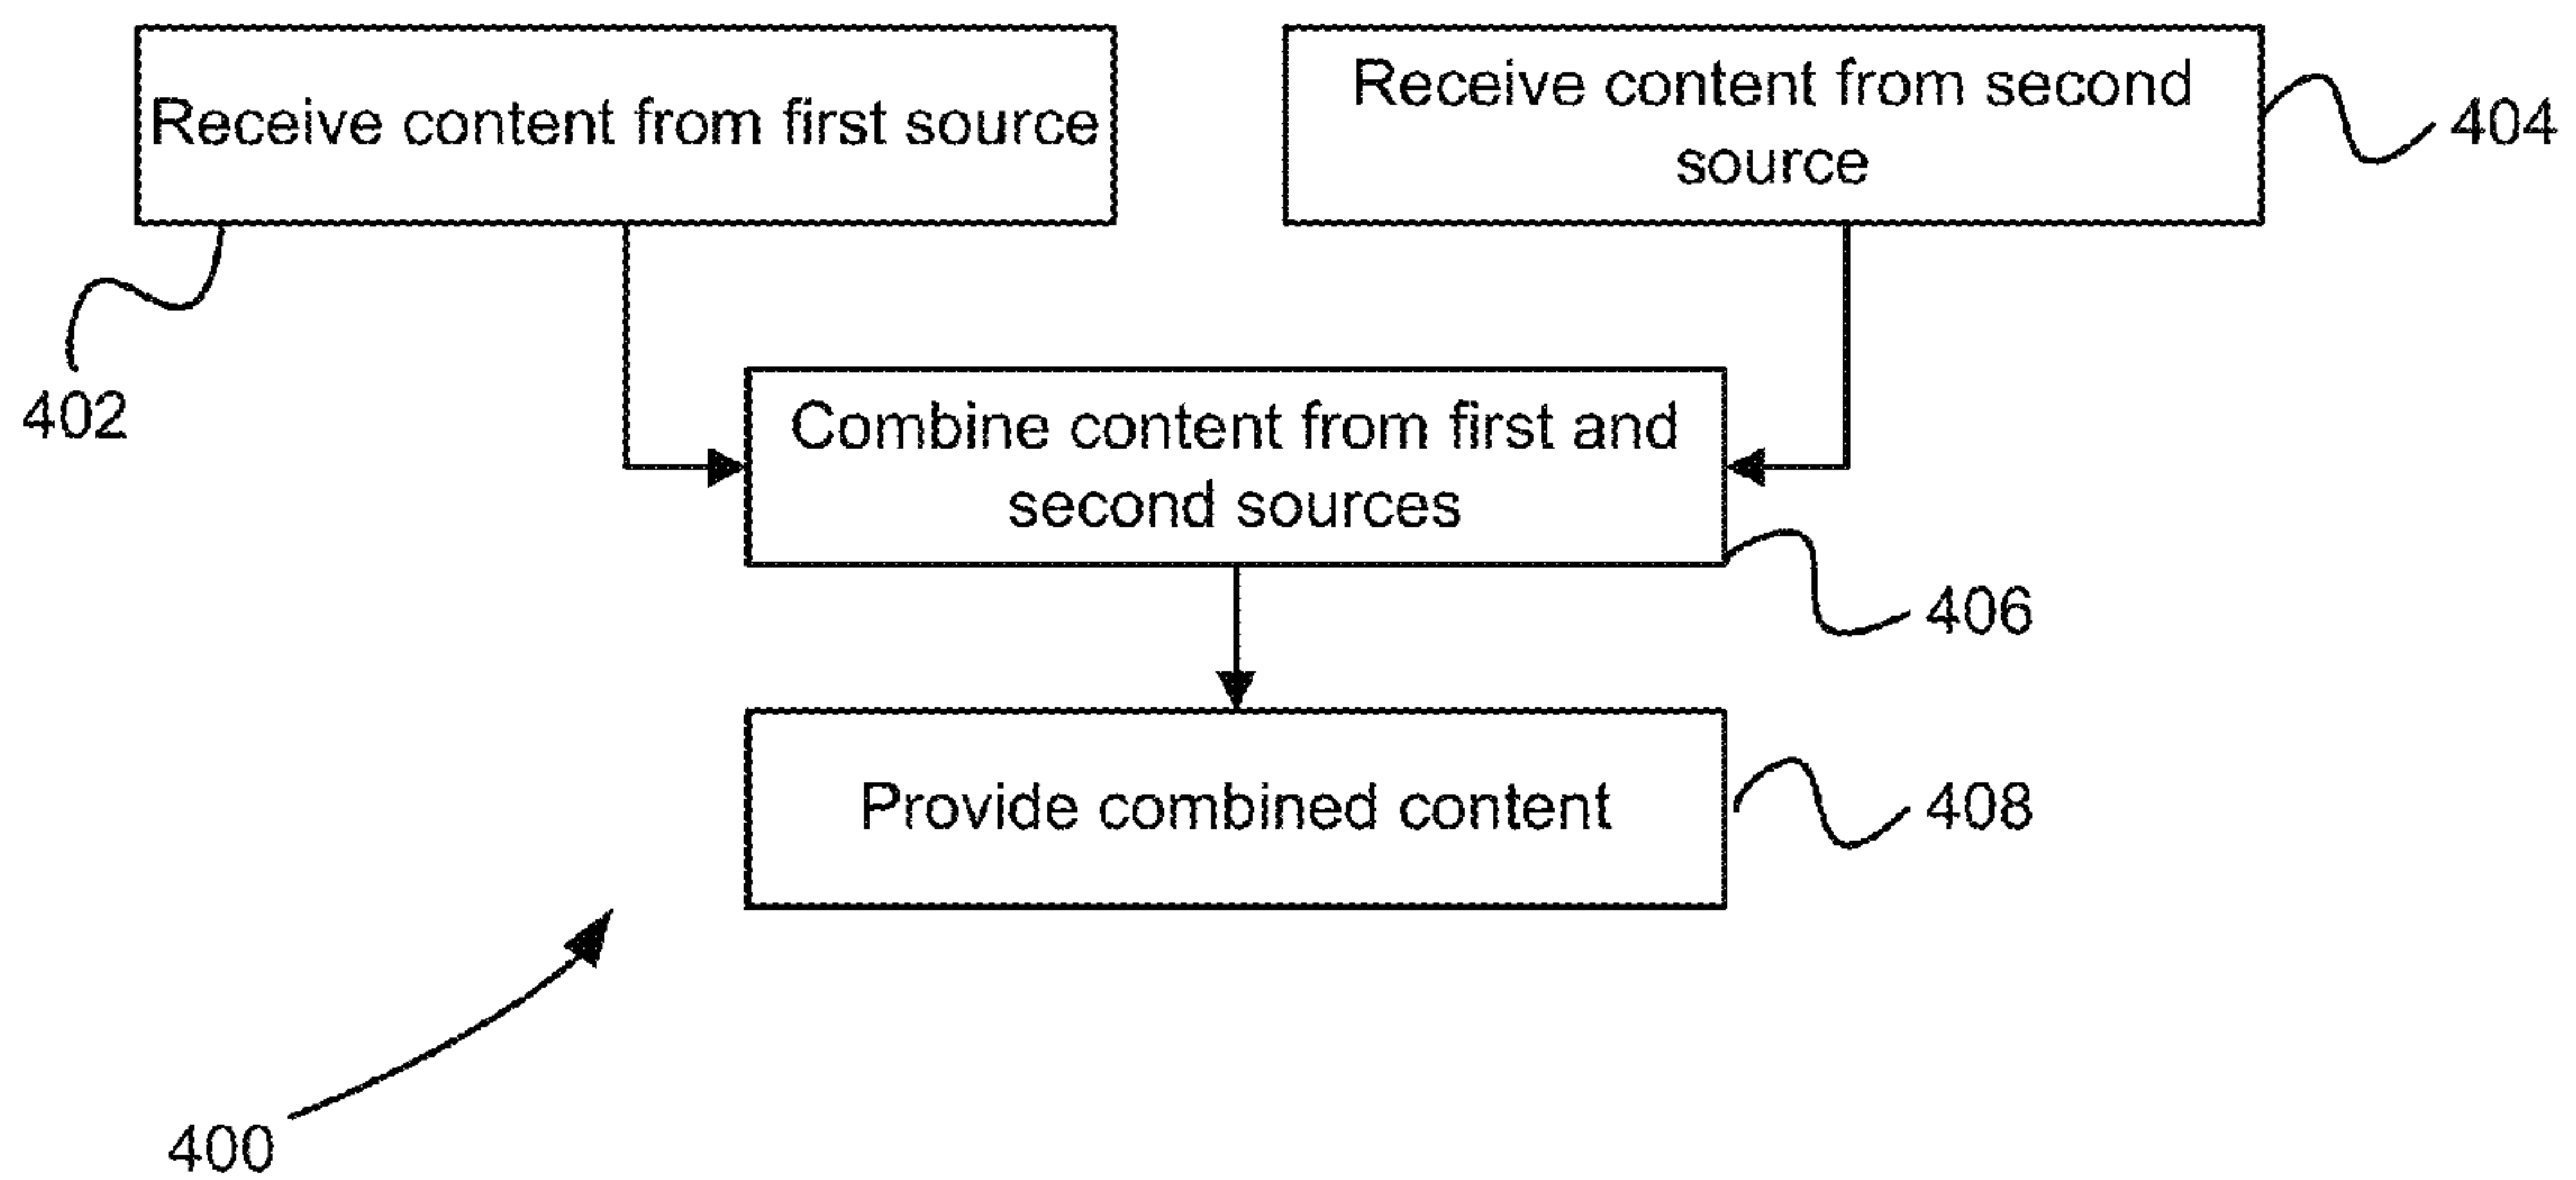 Receive content from first source
Receive content from second
source
404
402
Combine content from first and
second sources
406
Provide combined content
408
400